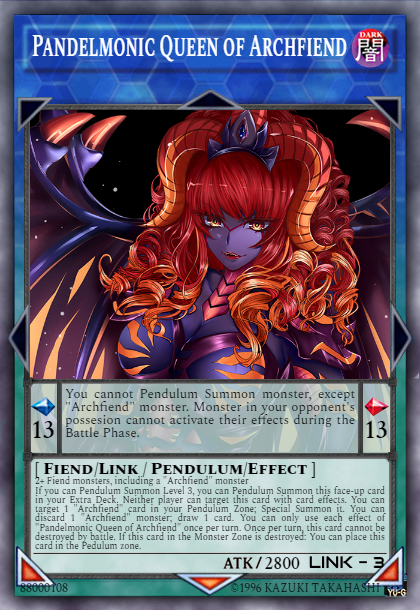 PANDELMONIC QUEEN OF ARCHFIEND
DARK
闇
You cannot Pendulum Summon monster, except
"Archfiend" monster. Monster in your opponent's
possesion cannot activate their effects during the
Battle Phase.
13
13
[ FIEND/LINK / PENDULUM/EFFECT ]
2+ Fiend monsters, including a "Archfiend" monster
If you can Pendulum Summon Level 3, you can Pendulum Summon this face-up card
in your Extra Deck. Neither player can target this card with card effects. You can
target 1 "Archfiend" card in your Pendulum Zone; Special Summon it. You can
discard 1 "Archfiend" monster; draw 1 card. You can only use each effect of
"Pandelmonic Queen of Archfiend" once per turn. Once per turn, this card cannot be
destroyed by battle. If this card in the Monster Zone is destroyed: You can place this
card in the Pedulum zone.
ATK/2800 LINK - 3
88000108
©1996 KAZUKI TAKAHASHI
YU-G